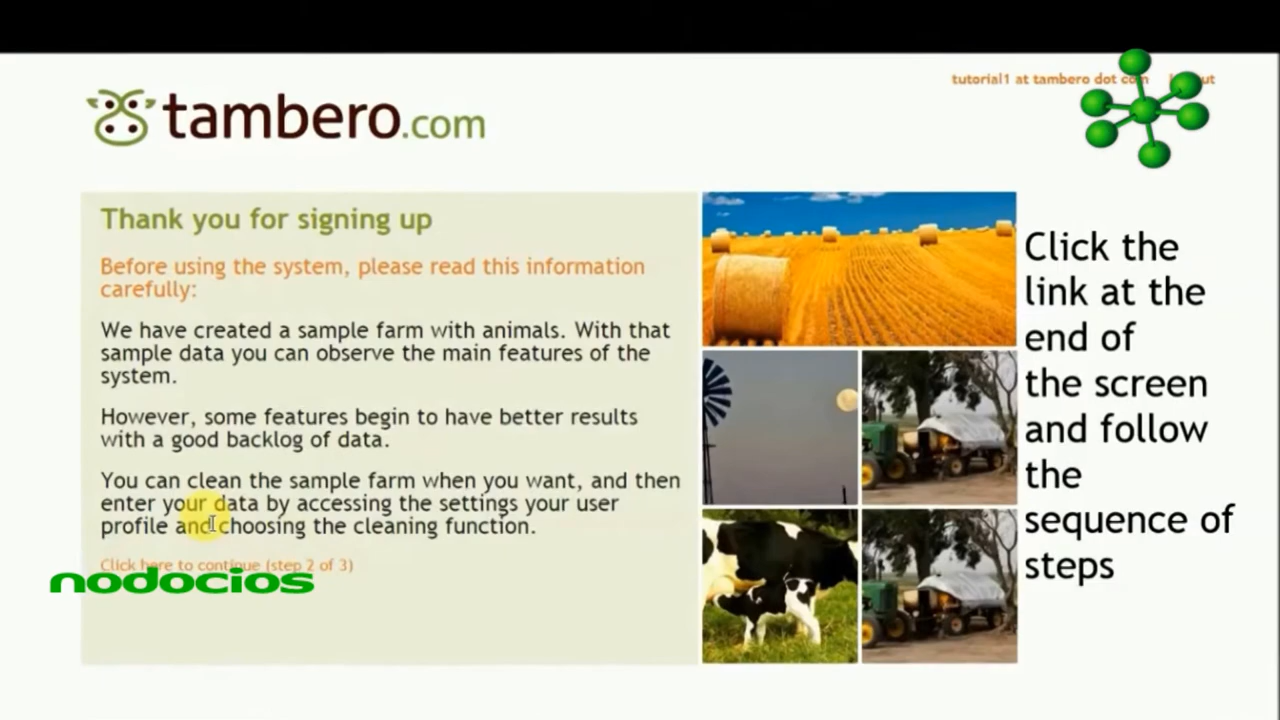 tutorial1 at tambero dot com
tambero.com
Thank you for signing up
Before using the system, please read this information
carefully:
We have created a sample farm with animals. With that
sample data you can observe the main features of the
system.
However, some features begin to have better results
with a good backlog of data.
You can clean the sample farm when you want, and then
enter your data by accessing the settings your user
profile and choosing the cleaning function.
Click here to continue (step 2 of 3)
nodocios
Click the
link at the
end of
the screen
and follow
the
sequence of
steps